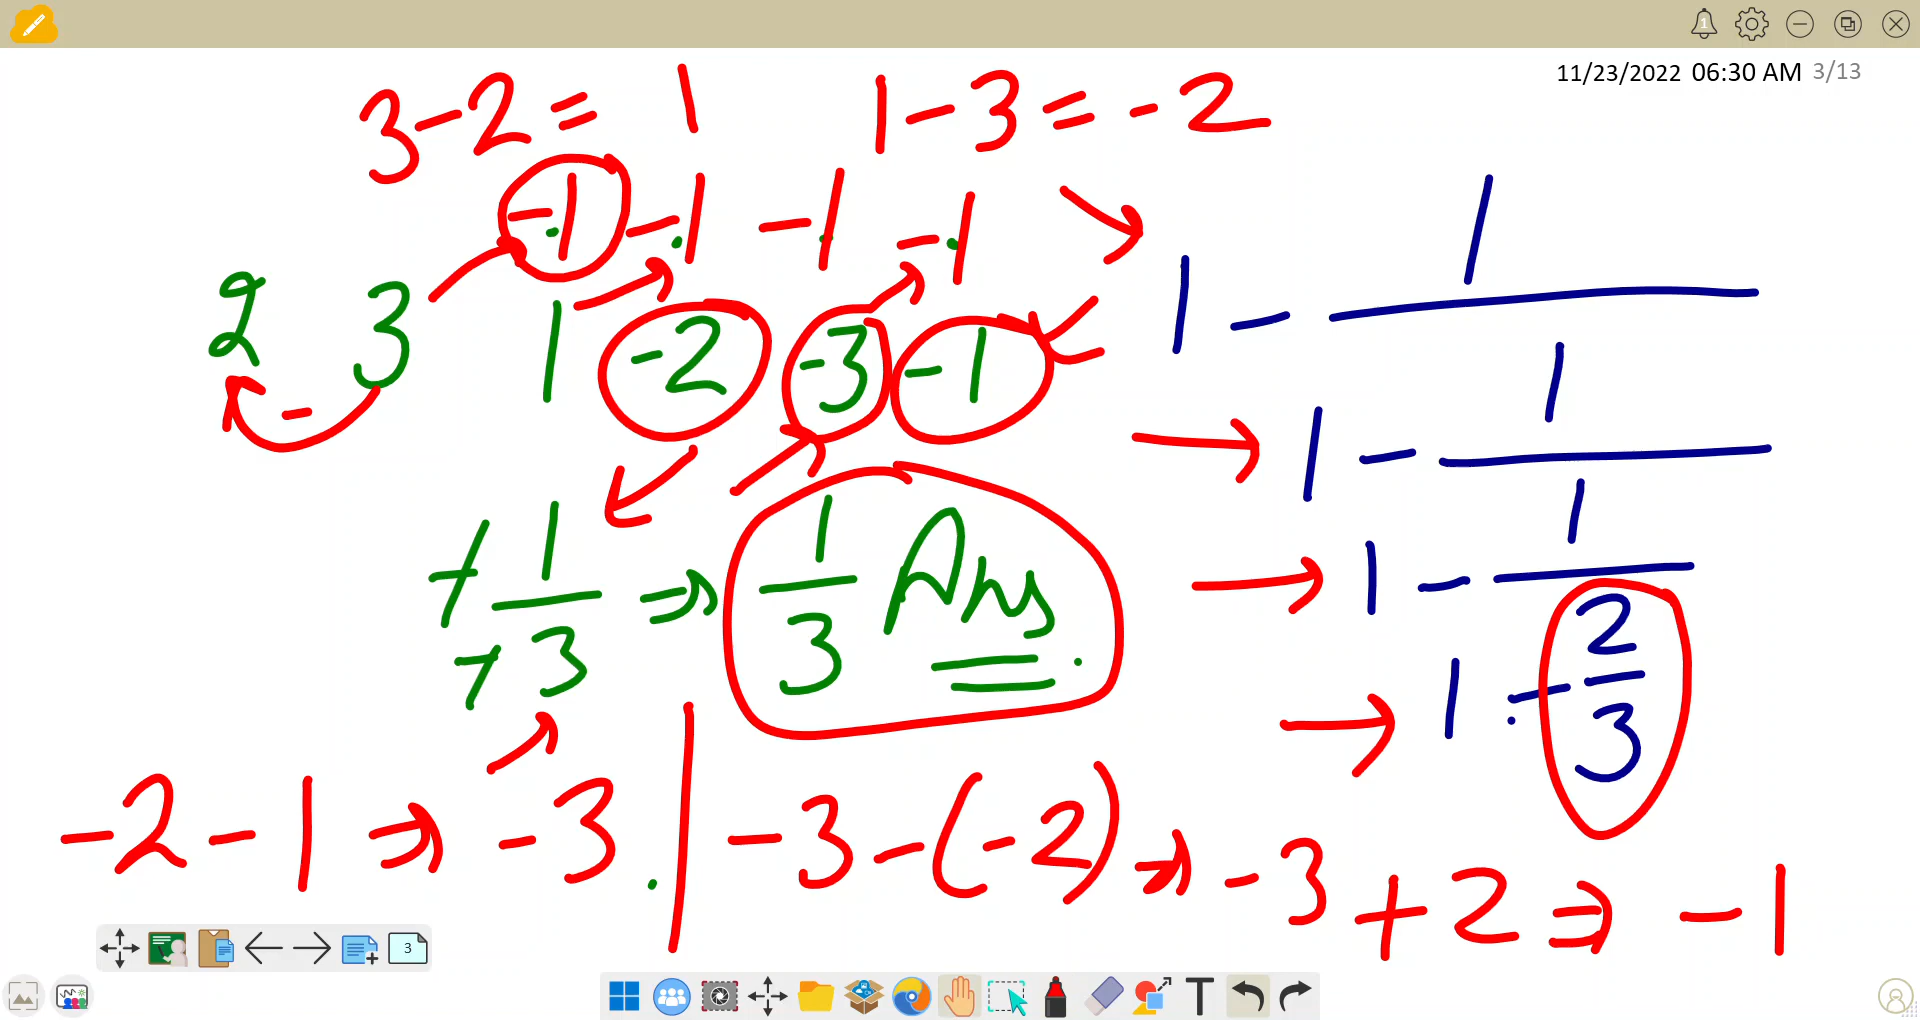 11/23/2022 06:30 AM 3/13
3-2=1 1-3=-2
-1 -1 -1 -1
2 3 1 -2 -3 -1
1 - 1
1 - 1
1 - 1
1 - 2/3
+ 1/+3 ⇒ 1/3 Ans
-2-1 ⇒ -3 | -3-(-2) ⇒ -3+2 ⇒ -1
3